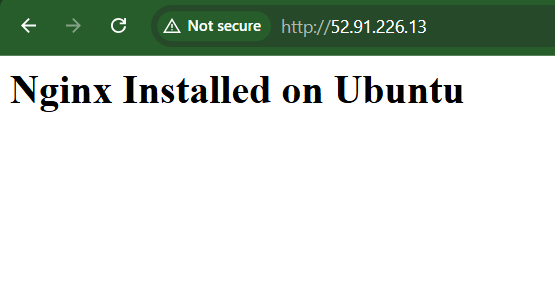 Not secure http://52.91.226.13
Nginx Installed on Ubuntu